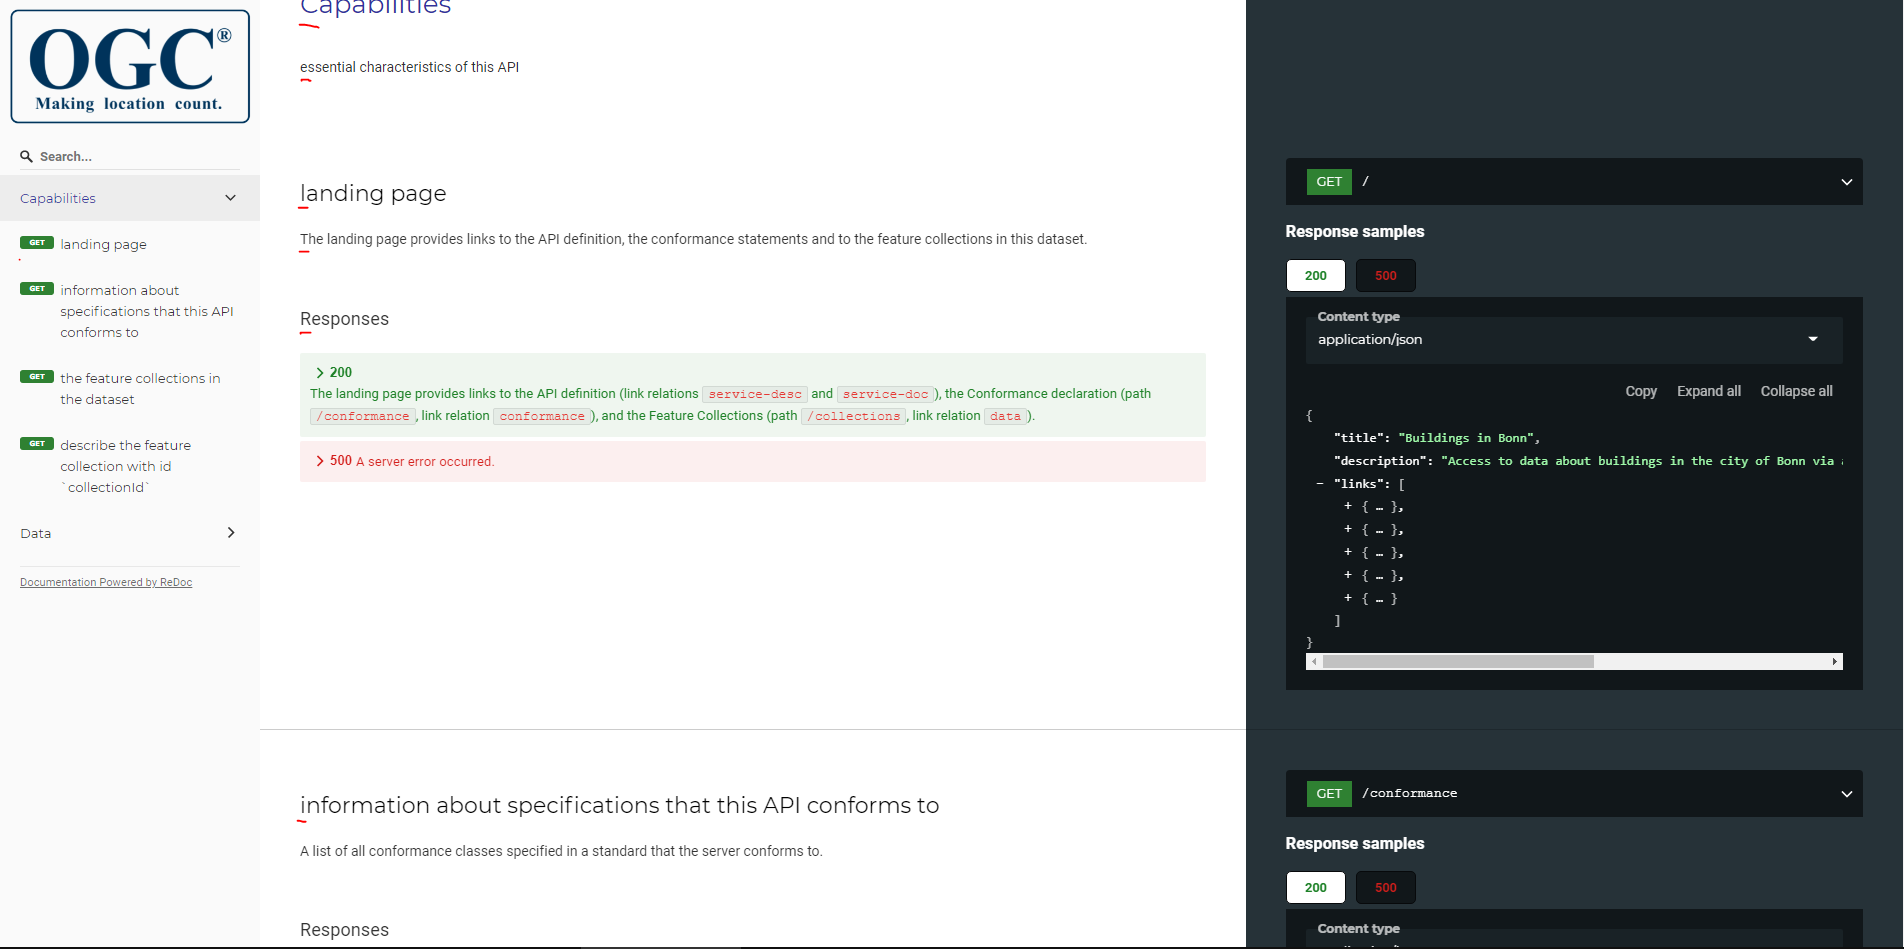 OGC®
Making location count.
Search...
Capabilities
GET landing page
GET information about
specifications that this API
conforms to
GET the feature collections in
the dataset
GET describe the feature
collection with id
`collectionId`
Data
Documentation Powered by ReDoc
Capabilities
essential characteristics of this API
landing page
The landing page provides links to the API definition, the conformance statements and to the feature collections in this dataset.
Responses
200
The landing page provides links to the API definition (link relations service-desc and service-doc), the Conformance declaration (path
/conformance, link relation conformance), and the Feature Collections (path /collections, link relation data).
500 A server error occurred.
information about specifications that this API conforms to
A list of all conformance classes specified in a standard that the server conforms to.
Responses
GET /
Response samples
200 500
Content type
application/json
Copy Expand all Collapse all
{
"title": "Buildings in Bonn",
"description": "Access to data about buildings in the city of Bonn via
− "links": [
+ { … },
+ { … },
+ { … },
+ { … },
+ { … }
]
}
GET /conformance
Response samples
200 500
Content type